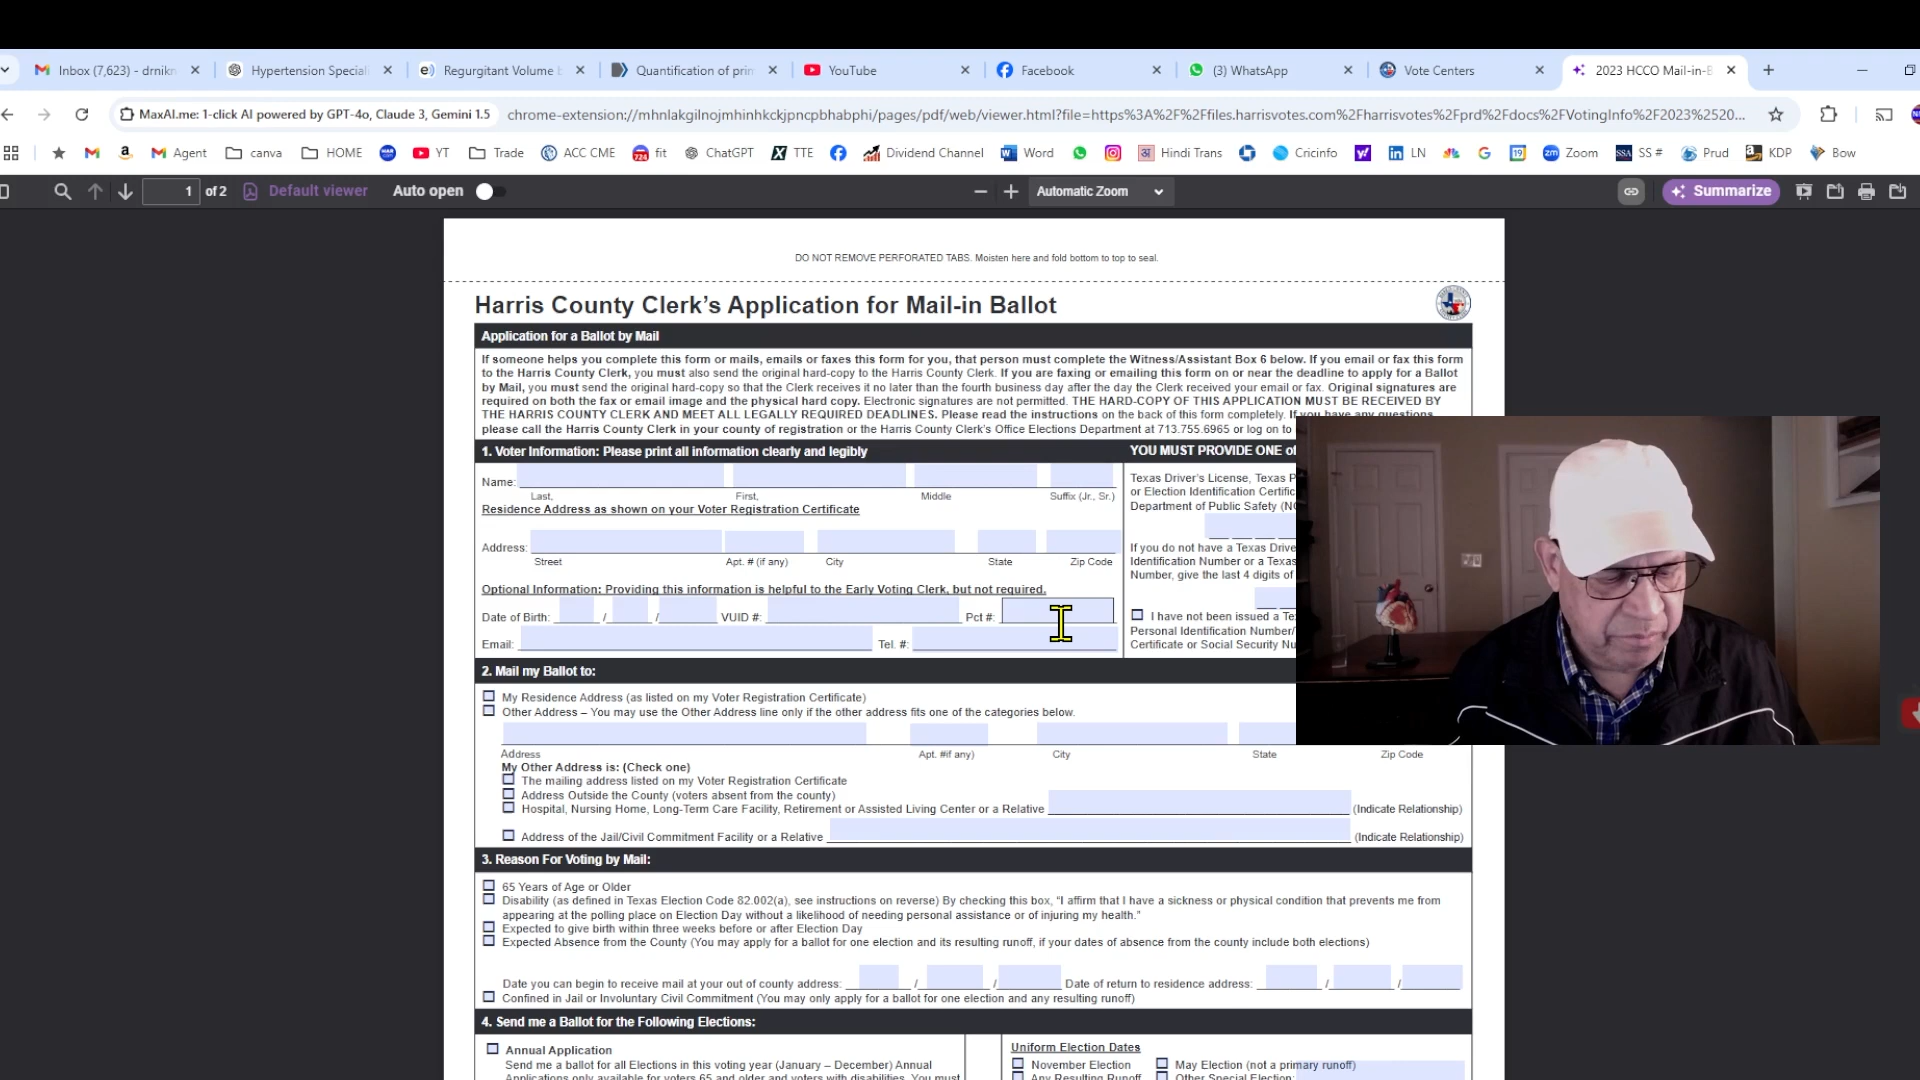 Inbox (7,623) - drnikn
Hypertension Speciali
Regurgitant Volume
Quantification of prim
YouTube
Facebook
(3) WhatsApp
Vote Centers
2023 HCCO Mail-in-B
MaxAI.me: 1-click AI powered by GPT-4o, Claude 3, Gemini 1.5
chrome-extension://mhnlakgilnojmhinhkckjpncpbhabphi/pages/pdf/web/viewer.html?file=https%3A%2F%2Ffiles.harrisvotes.com%2Fharrisvotes%2Fprd%2Fdocs%2FVotingInfo%2F2023%2520...
Agent
canva
HOME
YT
Trade
ACC CME
fit
ChatGPT
TTE
Dividend Channel
Word
Hindi Trans
Cricinfo
LN
Zoom
SS #
Prud
KDP
Bow
1 of 2
Default viewer
Auto open
Automatic Zoom
Summarize
DO NOT REMOVE PERFORATED TABS. Moisten here and fold bottom to top to seal.
Harris County Clerk's Application for Mail-in Ballot
Application for a Ballot by Mail
If someone helps you complete this form or mails, emails or faxes this form for you, that person must complete the Witness/Assistant Box 6 below. If you email or fax this form
to the Harris County Clerk, you must also send the original hard-copy to the Harris County Clerk. If you are faxing or emailing this form on or near the deadline to apply for a Ballot
by Mail, you must send the original hard-copy so that the Clerk receives it no later than the fourth business day after the day the Clerk received your email or fax. Original signatures are
required on both the fax or email image and the physical hard copy. Electronic signatures are not permitted. THE HARD-COPY OF THIS APPLICATION MUST BE RECEIVED BY
THE HARRIS COUNTY CLERK AND MEET ALL LEGALLY REQUIRED DEADLINES. Please read the instructions on the back of this form completely. If you have any questions
please call the Harris County Clerk in your county of registration or the Harris County Clerk's Office Elections Department at 713.755.6965 or log on to
1. Voter Information: Please print all information clearly and legibly
YOU MUST PROVIDE ONE of
Name:
Last,
First,
Middle
Suffix (Jr., Sr.)
Residence Address as shown on your Voter Registration Certificate
Address:
Street
Apt. # (if any)
City
State
Zip Code
Optional Information: Providing this information is helpful to the Early Voting Clerk, but not required.
Date of Birth: / / VUID #: Pct #:
Email: Tel. #:
Texas Driver's License, Texas P
or Election Identification Certific
Department of Public Safety (NO
If you do not have a Texas Drive
Identification Number or a Texas
Number, give the last 4 digits of
I have not been issued a Te
Personal Identification Number/
Certificate or Social Security Nu
2. Mail my Ballot to:
My Residence Address (as listed on my Voter Registration Certificate)
Other Address – You may use the Other Address line only if the other address fits one of the categories below.
Address
Apt. #if any)
City
State
Zip Code
My Other Address is: (Check one)
The mailing address listed on my Voter Registration Certificate
Address Outside the County (voters absent from the county)
Hospital, Nursing Home, Long-Term Care Facility, Retirement or Assisted Living Center or a Relative (Indicate Relationship)
Address of the Jail/Civil Commitment Facility or a Relative (Indicate Relationship)
3. Reason For Voting by Mail:
65 Years of Age or Older
Disability (as defined in Texas Election Code 82.002(a), see instructions on reverse) By checking this box, “I affirm that I have a sickness or physical condition that prevents me from
appearing at the polling place on Election Day without a likelihood of needing personal assistance or of injuring my health.”
Expected to give birth within three weeks before or after Election Day
Expected Absence from the County (You may apply for a ballot for one election and its resulting runoff, if your dates of absence from the county include both elections)
Date you can begin to receive mail at your out of county address: / / Date of return to residence address: / /
Confined in Jail or Involuntary Civil Commitment (You may only apply for a ballot for one election and any resulting runoff)
4. Send me a Ballot for the Following Elections:
Annual Application
Send me a ballot for all Elections in this voting year (January – December) Annual
Applications only available for voters 65 and older and voters with disabilities. You must
Uniform Election Dates
November Election
May Election (not a primary runoff)
Any Resulting Runoff
Other Special Election: